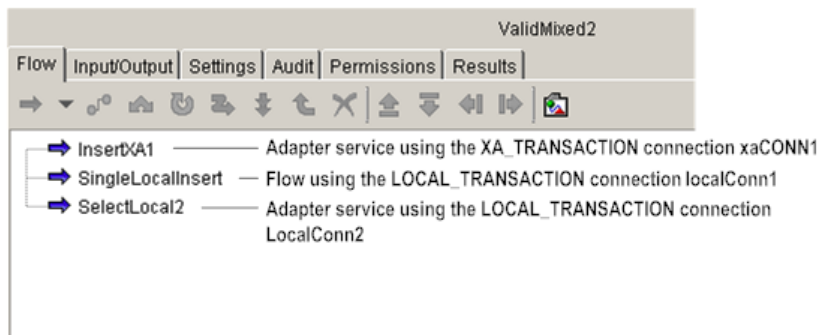 ValidMixed2
Flow Input/Output Settings Audit Permissions Results
InsertXA1 Adapter service using the XA_TRANSACTION connection xaCONN1
SingleLocalInsert Flow using the LOCAL_TRANSACTION connection localConn1
SelectLocal2 Adapter service using the LOCAL_TRANSACTION connection
LocalConn2